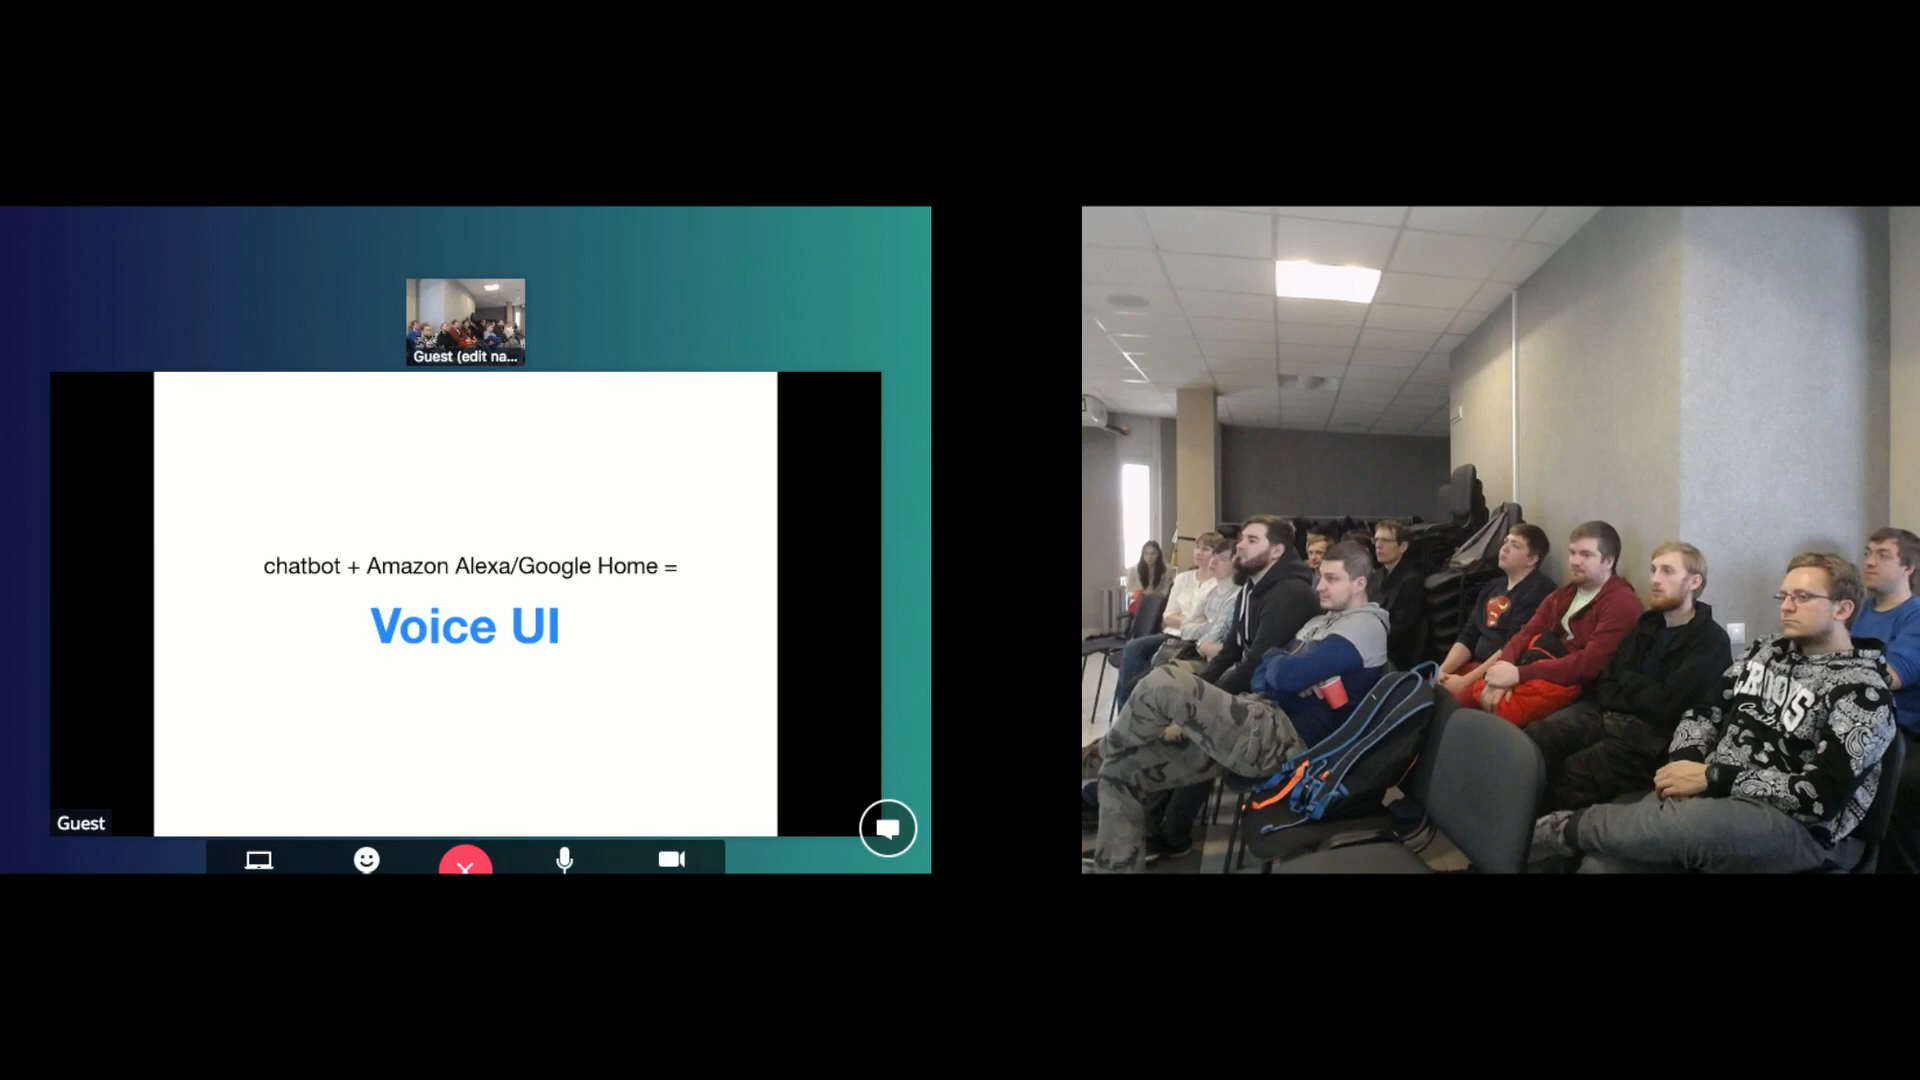 Guest (edit na...
chatbot + Amazon Alexa/Google Home =
Voice UI
Guest